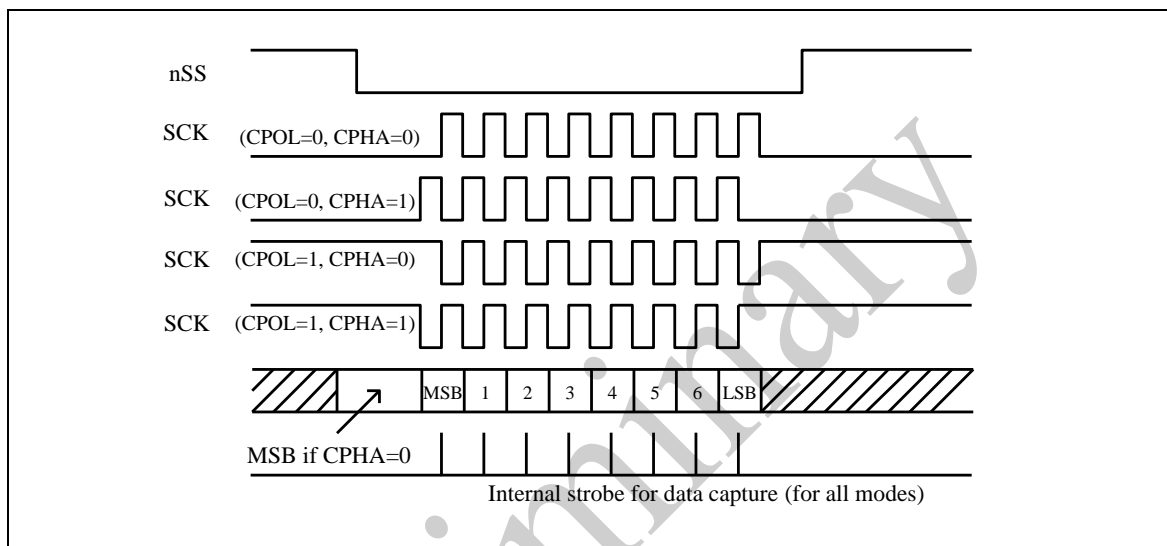 nSS
SCK (CPOL=0, CPHA=0)
SCK (CPOL=0, CPHA=1)
SCK (CPOL=1, CPHA=0)
SCK (CPOL=1, CPHA=1)
MSB 1 2 3 4 5 6 LSB
MSB if CPHA=0
Internal strobe for data capture (for all modes)